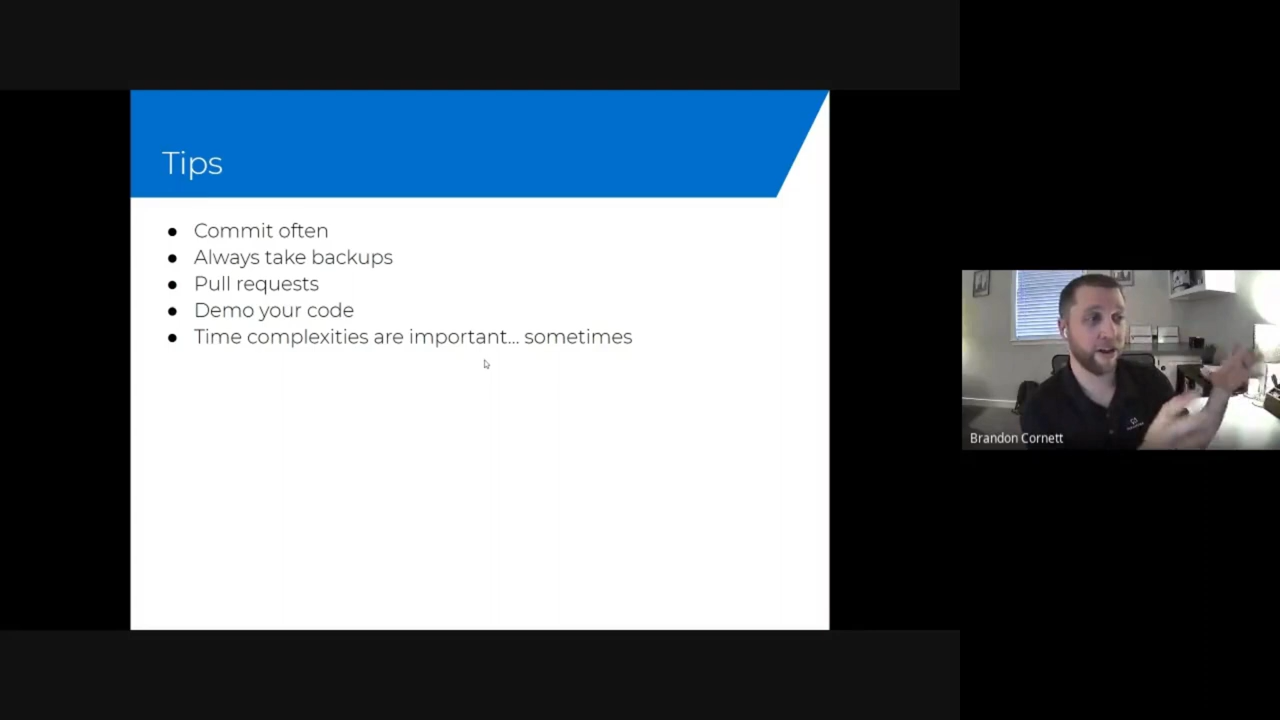 Tips
Commit often
Always take backups
Pull requests
Demo your code
Time complexities are important... sometimes
Brandon Cornett